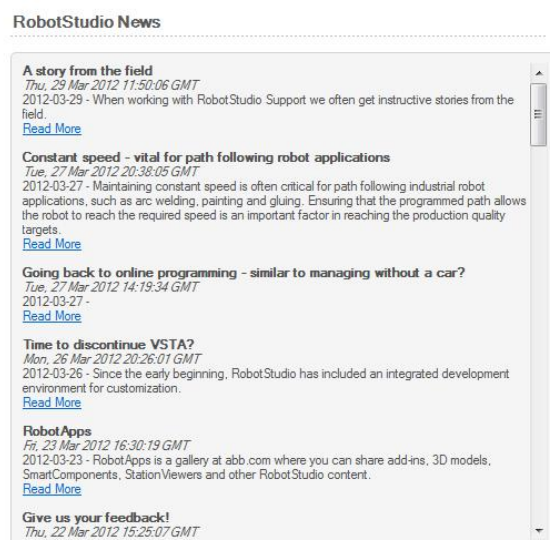 RobotStudio News
A story from the field
Thu, 29 Mar 2012 11:50:06 GMT
2012-03-29 - When working with RobotStudio Support we often get instructive stories from the
field.
Read More
Constant speed - vital for path following robot applications
Tue, 27 Mar 2012 20:38:05 GMT
2012-03-27 - Maintaining constant speed is often critical for path following industrial robot
applications, such as arc welding, painting and gluing. Ensuring that the programmed path allows
the robot to reach the required speed is an important factor in reaching the production quality
targets.
Read More
Going back to online programming - similar to managing without a car?
Tue, 27 Mar 2012 14:19:34 GMT
2012-03-27 -
Read More
Time to discontinue VSTA?
Mon, 26 Mar 2012 20:26:01 GMT
2012-03-26 - Since the early beginning, RobotStudio has included an integrated development
environment for customization.
Read More
RobotApps
Fri, 23 Mar 2012 16:30:19 GMT
2012-03-23 - RobotApps is a gallery at abb.com where you can share add-ins, 3D models,
SmartComponents, StationViewers and other RobotStudio content.
Read More
Give us your feedback!
Thu, 22 Mar 2012 15:25:07 GMT